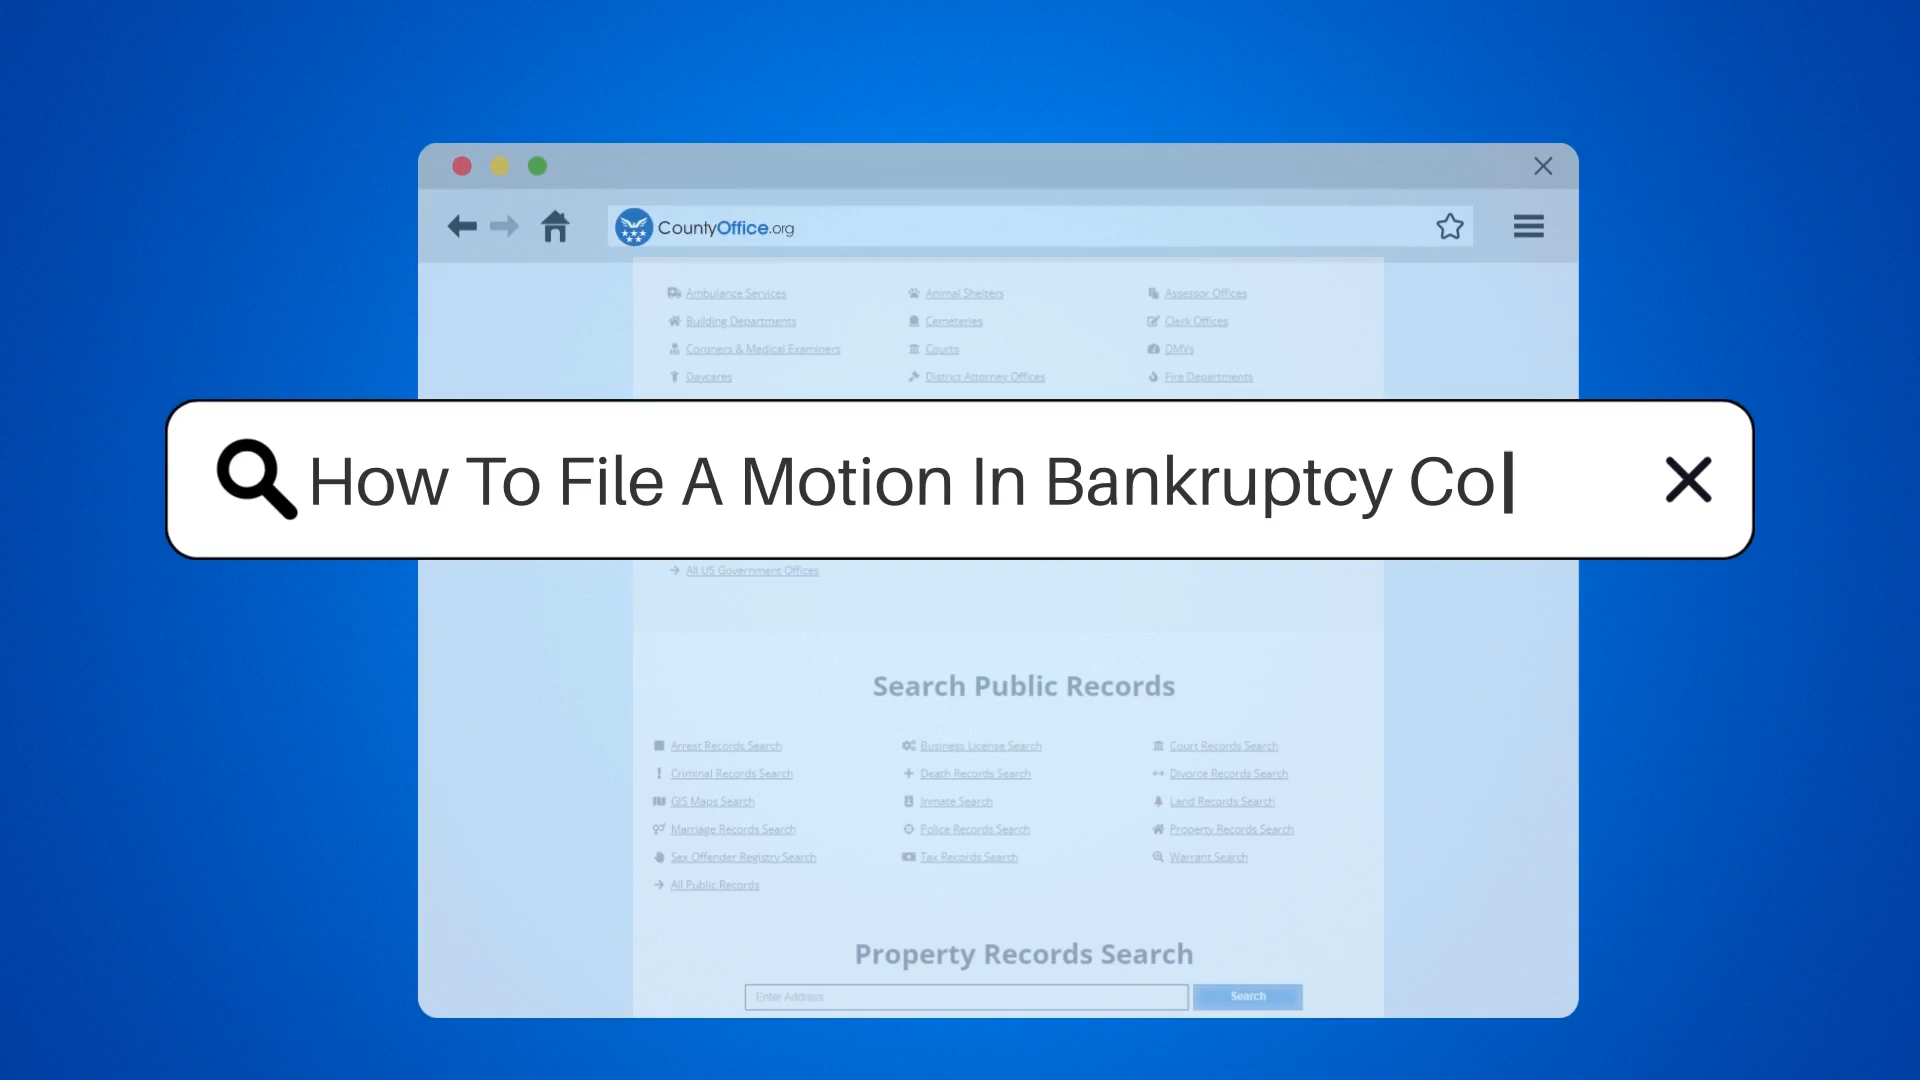 CountyOffice.org
Ambulance Services Animal Shelters Assessor Offices
Building Departments Cemeteries Clerk Offices
Coroners & Medical Examiners Courts DMVs
Daycares District Attorney Offices Fire Departments
How To File A Motion In Bankruptcy Co
All US Government Offices
Search Public Records
Arrest Records Search Business License Search Court Records Search
Criminal Records Search Death Records Search Divorce Records Search
GIS Maps Search Inmate Search Land Records Search
Marriage Records Search Police Records Search Property Records Search
Sex Offender Registry Search Tax Records Search Warrant Search
All Public Records
Property Records Search
Enter Address Search